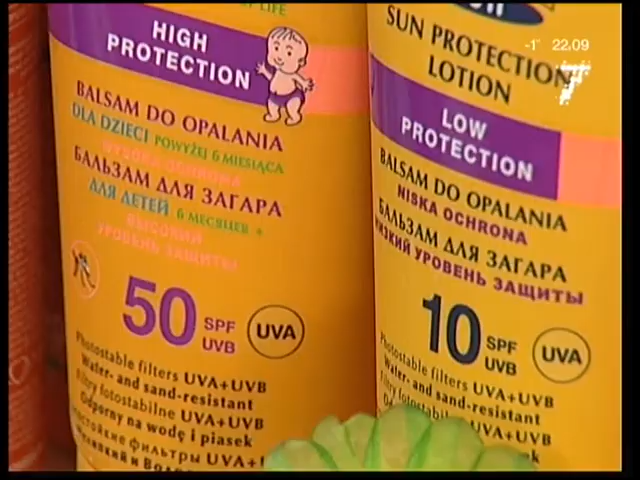 HIGH
PROTECTION
BALSAM DO OPALANIA
DLA DZIECI POWYŻEJ 6 MIESIĄCA
WYSOKA OCHRONA
БАЛЬЗАМ ДЛЯ ЗАГАРА
ДЛЯ ДЕТЕЙ 6 МЕСЯЦЕВ +
ВЫСОКИЙ
УРОВЕНЬ ЗАЩИТЫ
50 SPF
UVB
UVA
Photostable filters UVA+UVB
Water- and sand-resistant
Filtry fotostabilne UVA+UVB
Odporny na wodę i piasek
фильтры UVA+
SUN PROTECTION
LOTION
LOW
PROTECTION
BALSAM DO OPALANIA
NISKA OCHRONA
БАЛЬЗАМ ДЛЯ ЗАГАРА
НИЗКИЙ УРОВЕНЬ ЗАЩИТЫ
10 SPF
UVB
UVA
Photostable filters UVA+UVB
Water- and sand-resistant
UVA+UVB
-1° 22.09
7